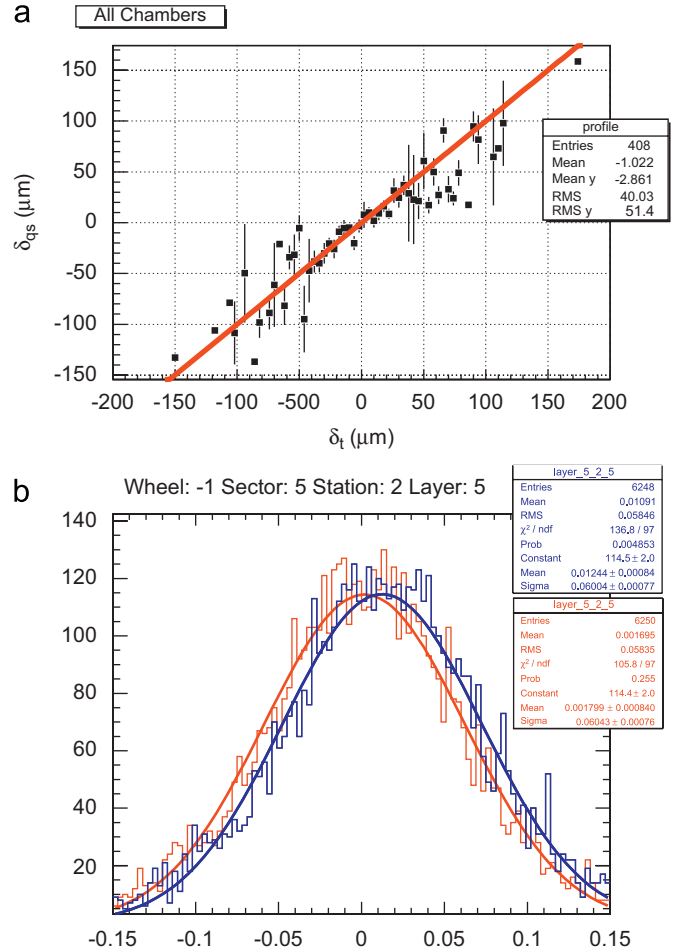 a
All Chambers
150
100
50
0
-50
-100
-150
δqs (μm)
-200 -150 -100 -500 -50 0 50 100 150 200
δt (μm)
profile
Entries 408
Mean -1.022
Mean y -2.861
RMS 40.03
RMS y 51.4
b
Wheel: -1 Sector: 5 Station: 2 Layer: 5
layer_5_2_5
Entries 6248
Mean 0.01091
RMS 0.05846
χ² / ndf 136.8 / 97
Prob 0.004853
Constant 114.5 ± 2.0
Mean 0.01244 ± 0.00084
Sigma 0.06004 ± 0.00077
layer_5_2_5
Entries 6250
Mean 0.001695
RMS 0.05835
χ² / ndf 105.8 / 97
Prob 0.255
Constant 114.4 ± 2.0
Mean 0.001799 ± 0.000840
Sigma 0.06043 ± 0.00076
140
120
100
80
60
40
20
-0.15 -0.1 -0.05 0 0.05 0.1 0.15